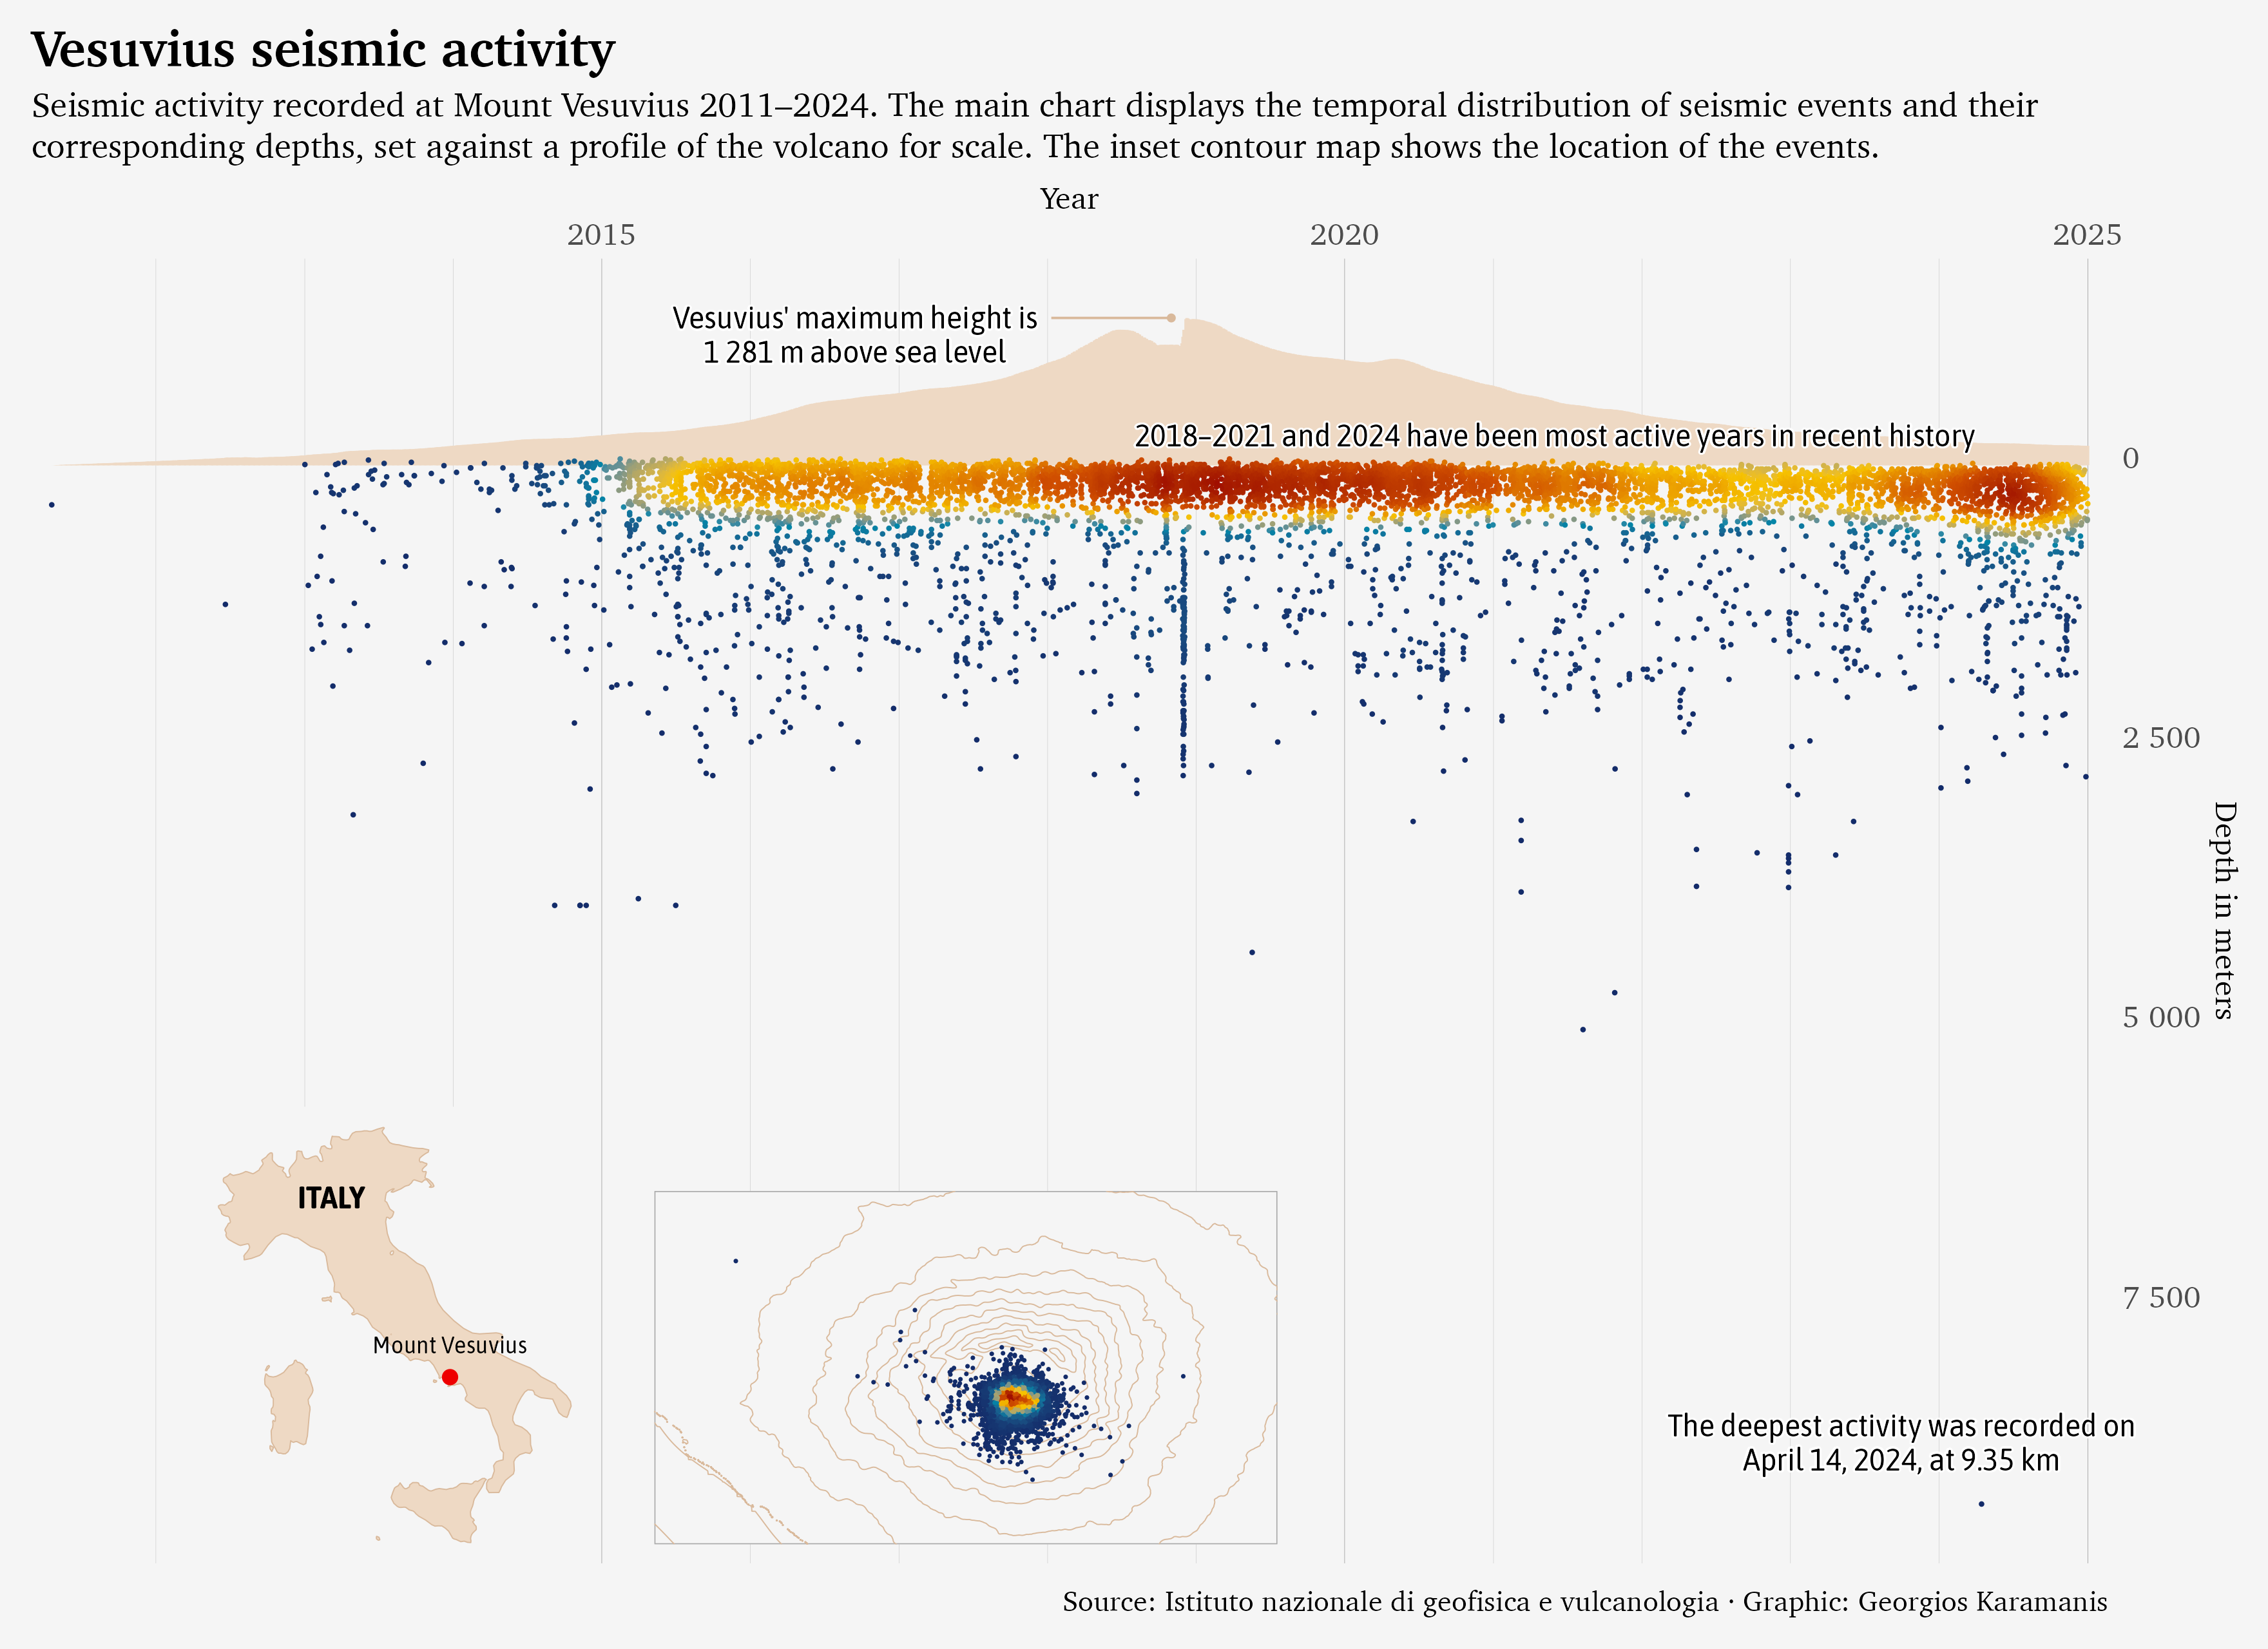 Vesuvius seismic activity
Seismic activity recorded at Mount Vesuvius 2011–2024. The main chart displays the temporal distribution of seismic events and their
corresponding depths, set against a profile of the volcano for scale. The inset contour map shows the location of the events.
Year
2015
2020
2025
Vesuvius' maximum height is
1 281 m above sea level
2018–2021 and 2024 have been most active years in recent history
0
2 500
Depth in meters
5 000
7 500
ITALY
Mount Vesuvius
The deepest activity was recorded on
April 14, 2024, at 9.35 km
Source: Istituto nazionale di geofisica e vulcanologia · Graphic: Georgios Karamanis